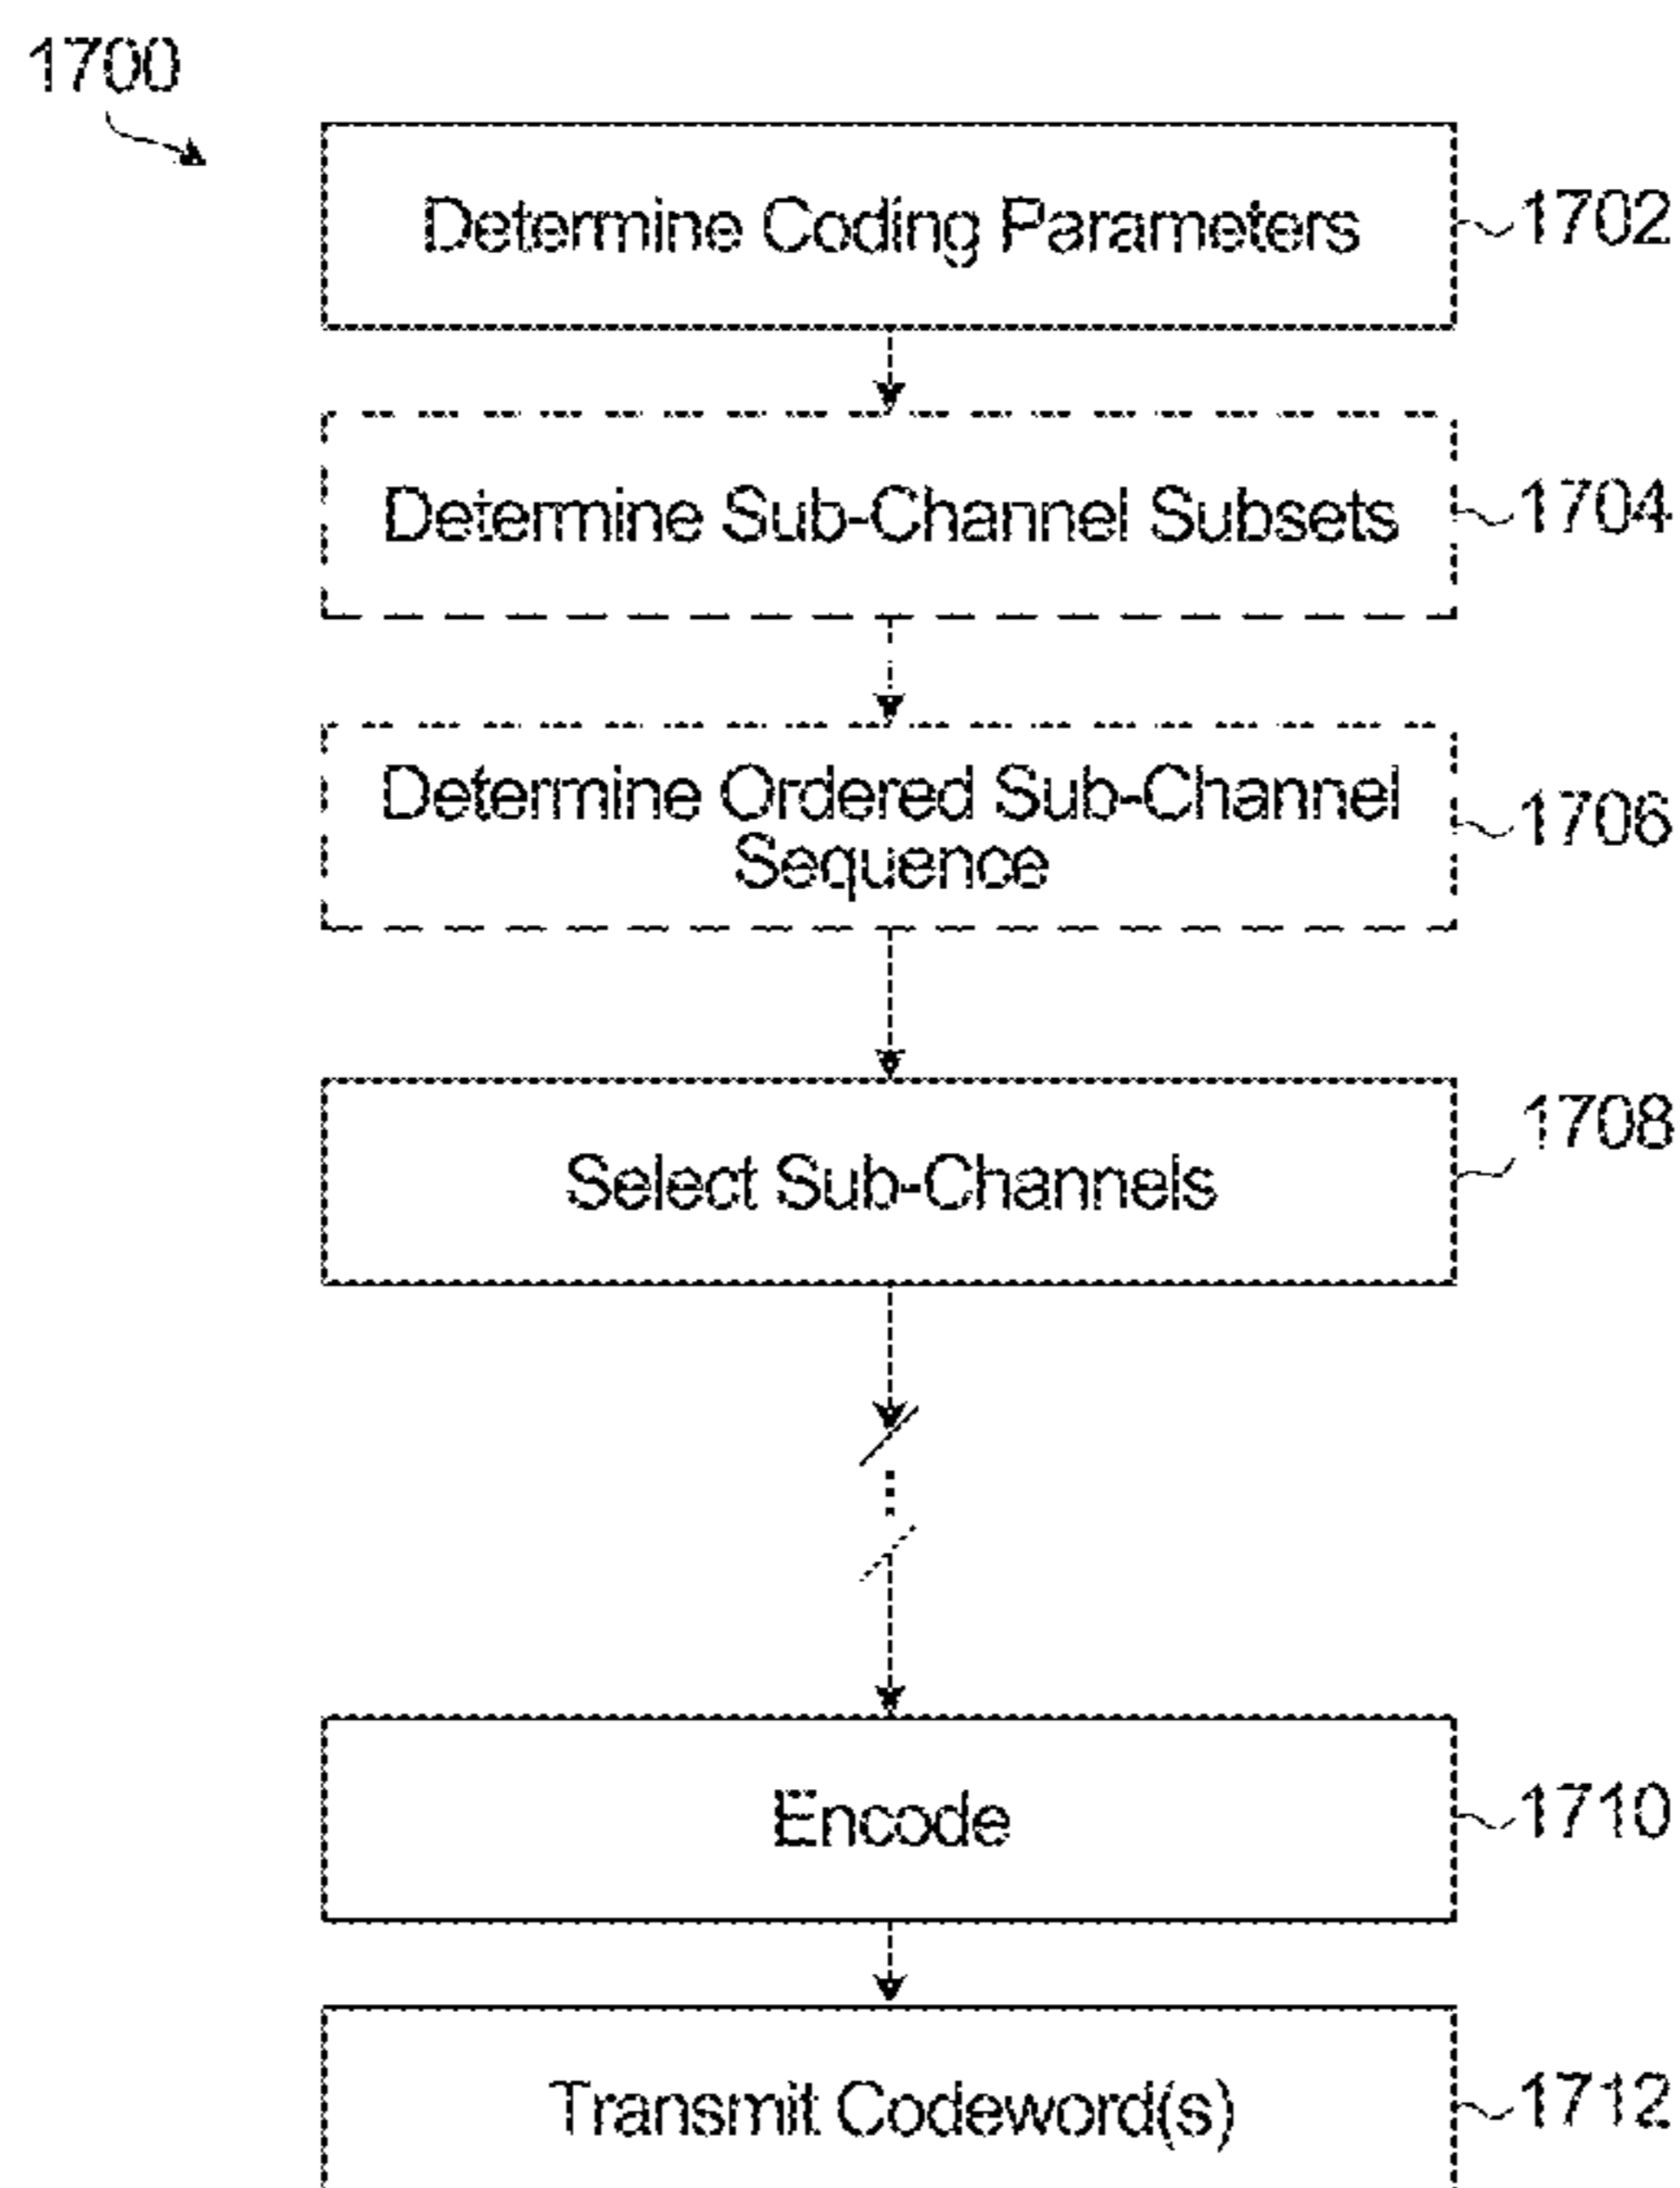 1700
Determine Coding Parameters
1702
Determine Sub-Channel Subsets
1704
Determine Ordered Sub-Channel
Sequence
1706
Select Sub-Channels
1708
Encode
1710
Transmit Codeword(s)
1712